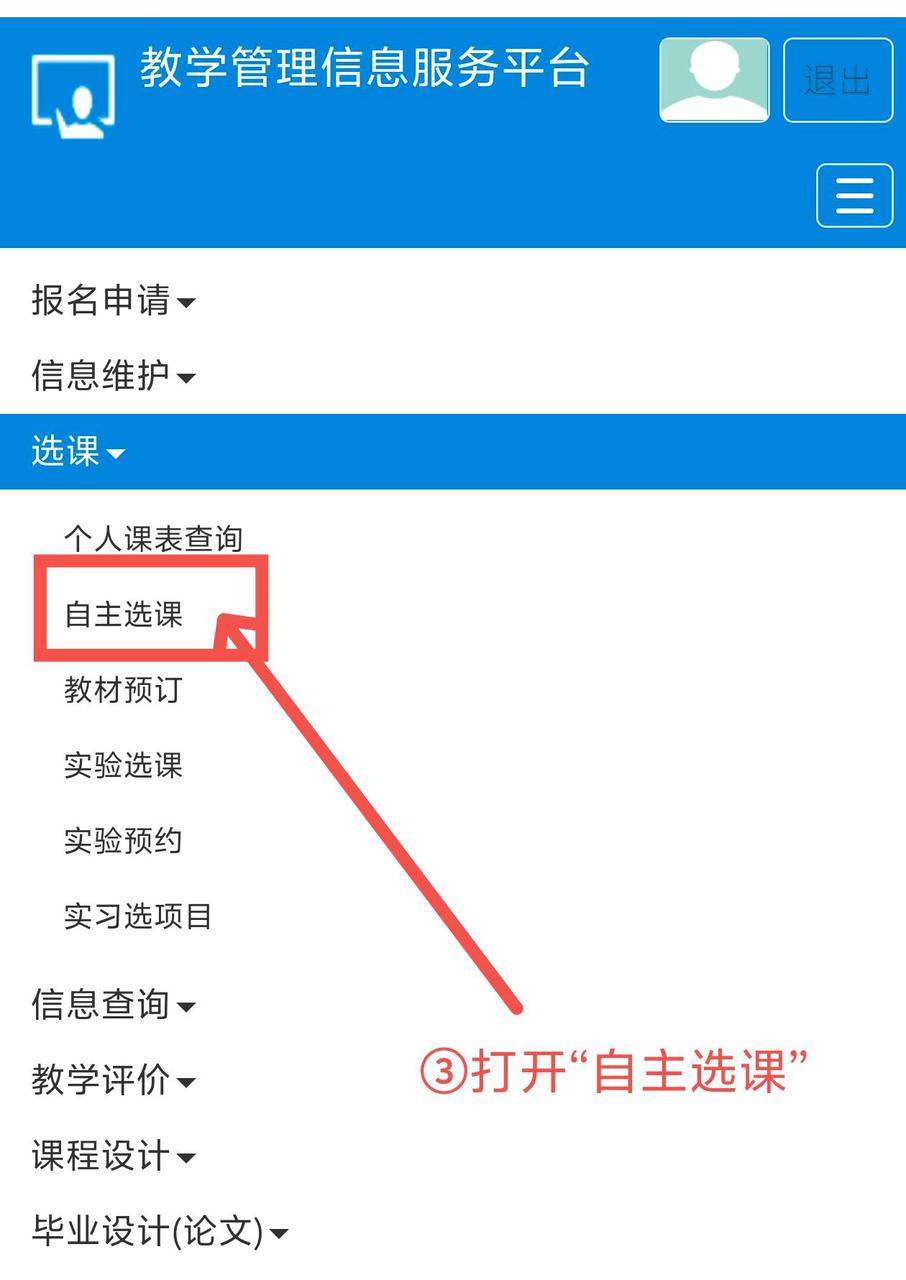 教学管理信息服务平台
退出
报名申请
信息维护
选课
个人课表查询
自主选课
教材预订
实验选课
实验预约
实习选项目
信息查询
教学评价
③打开“自主选课”
课程设计
毕业设计(论文)